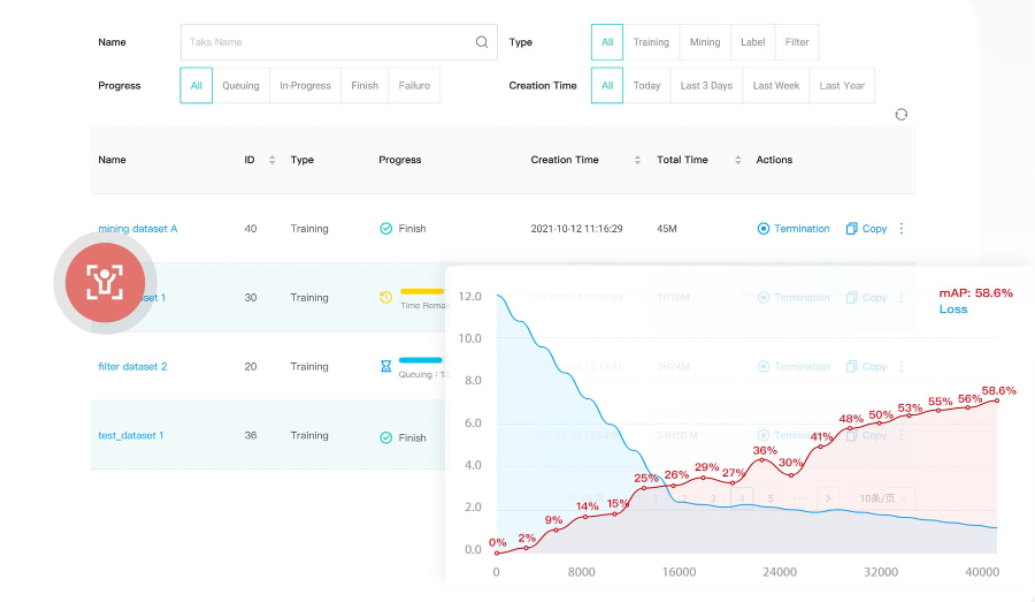 Name Taks Name Type All Training Mining Label Filter
Progress All Queuing In-Progress Finish Failure Creation Time All Today Last 3 Days Last Week Last Year
Name ID Type Progress Creation Time Total Time Actions
mining dataset A 40 Training Finish 2021-10-12 11:16:29 45M Termination Copy
set 1 30 Training Time Rema 1H10M Termination Copy
filter dataset 2 20 Training Queuing : 12 2H24M Termination Copy
test_dataset 1 36 Training Finish Copy
1 2 3 4 5 ··· > 10条/页
mAP: 58.6%
Loss
12.0
10.0
8.0
6.0
4.0
2.0
0.0
0% 2% 9% 14% 15% 25% 26% 29% 27% 36% 30% 41% 48% 50% 53% 55% 56% 58.6%
0 8000 16000 24000 32000 40000